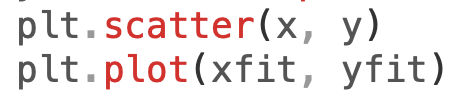 plt.scatter(x, y)
plt.plot(xfit, yfit)